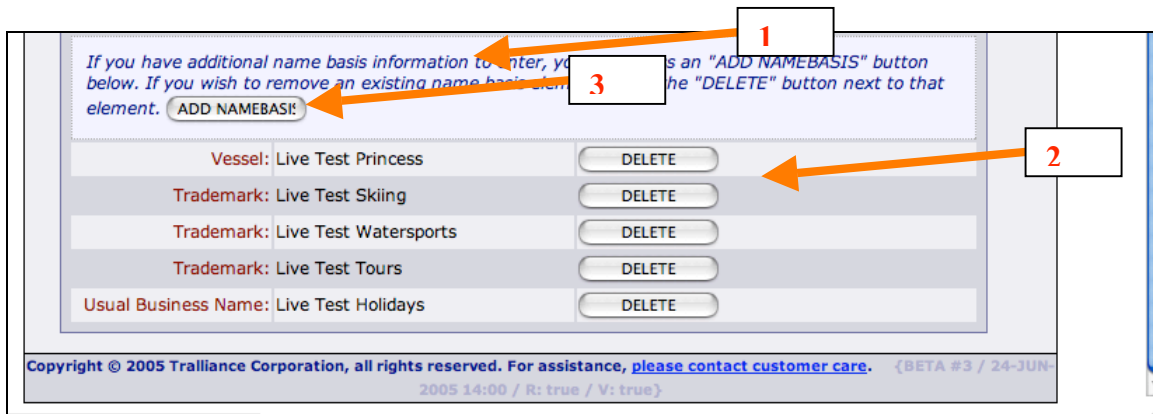 1
If you have additional name basis information to enter, yo s an "ADD NAMEBASIS" button
below. If you wish to remove an existing name basis elem the "DELETE" button next to that
element. ADD NAMEBASIS
3
2
Vessel: Live Test Princess DELETE
Trademark: Live Test Skiing DELETE
Trademark: Live Test Watersports DELETE
Trademark: Live Test Tours DELETE
Usual Business Name: Live Test Holidays DELETE
Copyright © 2005 Tralliance Corporation, all rights reserved. For assistance, please contact customer care. {BETA #3 / 24-JUN-
2005 14:00 / R: true / V: true}